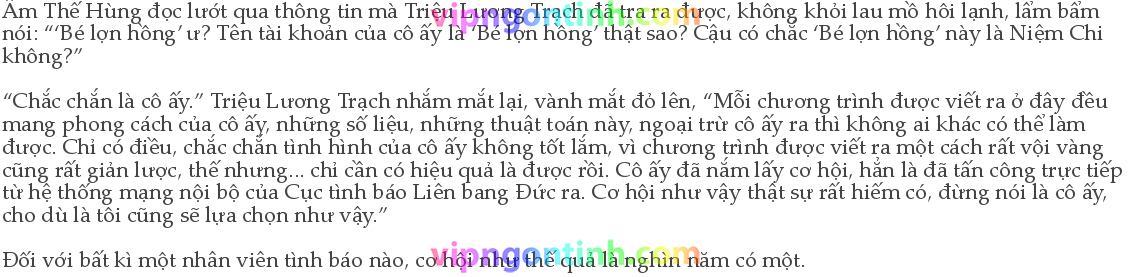 Âm Thế Hùng đọc lướt qua thông tin mà Triệu Lương Trạch đã tra ra được, không khỏi lau mồ hôi lạnh, lẩm bẩm
nói: “‘Bé lợn hồng’ ư? Tên tài khoản của cô ấy là ‘Bé lợn hồng’ thật sao? Cậu có chắc ‘Bé lợn hồng’ này là Niệm Chi
không?”
“Chắc chắn là cô ấy.” Triệu Lương Trạch nhắm mắt lại, vành mắt đỏ lên, “Mỗi chương trình được viết ra ở đây đều
mang phong cách của cô ấy, những số liệu, những thuật toán này, ngoại trừ cô ấy ra thì không ai khác có thể làm
được. Chỉ có điều, chắc chắn tình hình của cô ấy không tốt lắm, vì chương trình được viết ra một cách rất vội vàng
cũng rất giản lược, thế nhưng... chỉ cần có hiệu quả là được rồi. Cô ấy đã nắm lấy cơ hội, hẳn là đã tấn công trực tiếp
từ hệ thống mạng nội bộ của Cục tình báo Liên bang Đức ra. Cơ hội như vậy thật sự rất hiếm có, đừng nói là cô ấy,
cho dù là tôi cũng sẽ lựa chọn như vậy.”
Đối với bất kì một nhân viên tình báo nào, cơ hội như thế quả là nghìn năm có một.
vipngontinh.com
vipngontinh.com